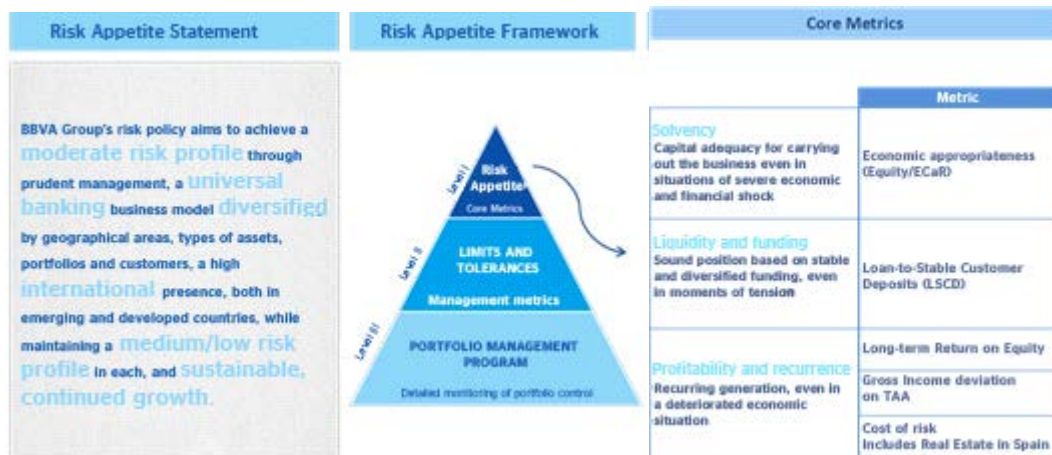 Risk Appetite Statement
BBVA Group's risk policy aims to achieve a
moderate risk profile through
prudent management, a universal
banking business model diversified
by geographical areas, types of assets,
portfolios and customers, a high
international presence, both in
emerging and developed countries, while
maintaining a medium/low risk
profile in each, and sustainable,
continued growth.
Risk Appetite Framework
Level I
Risk
Appetite
Core Metrics
Level II
LIMITS AND
TOLERANCES
Management metrics
Level III
PORTFOLIO MANAGEMENT
PROGRAM
Detailed monitoring of portfolio control
Core Metrics
Metric
Solvency
Capital adequacy for carrying
out the business even in
situations of severe economic
and financial shock
Economic appropriateness
(Equity/ECaR)
Liquidity and funding
Sound position based on stable
and diversified funding, even
in moments of tension
Loan-to-Stable Customer
Deposits (LSCD)
Profitability and recurrence
Recurring generation, even in
a deteriorated economic
situation
Long-term Return on Equity
Gross Income deviation
on TAA
Cost of risk
Includes Real Estate in Spain